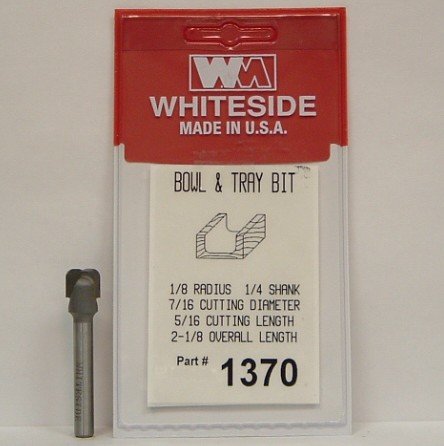 WM
WHITESIDE
MADE IN U.S.A.
BOWL & TRAY BIT
1/8 RADIUS 1/4 SHANK
7/16 CUTTING DIAMETER
5/16 CUTTING LENGTH
2-1/8 OVERALL LENGTH
Part # 1370
WHITESIDE